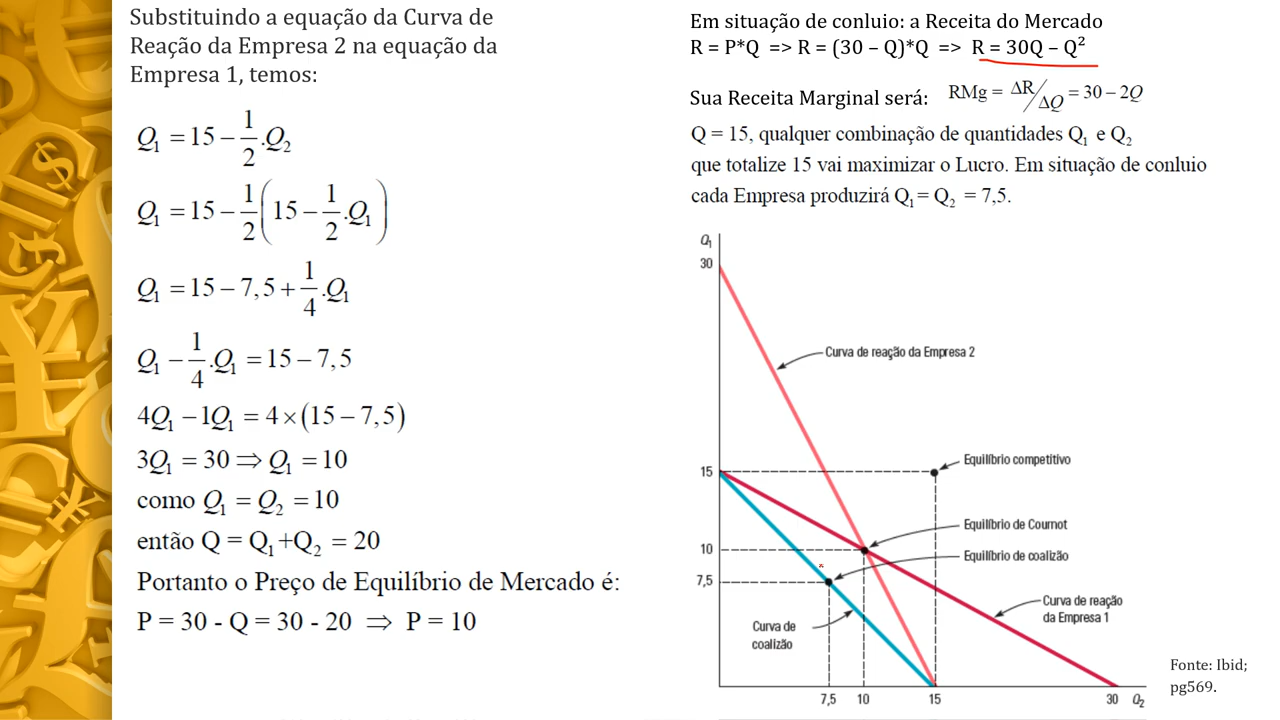 Substituindo a equação da Curva de
Reação da Empresa 2 na equação da
Empresa 1, temos:
Q₁ = 15 − 1/2 .Q₂
Q₁ = 15 − 1/2 (15 − 1/2 .Q₁)
Q₁ = 15 − 7,5 + 1/4 .Q₁
Q₁ − 1/4 .Q₁ = 15 − 7,5
4Q₁ − 1Q₁ = 4 × (15 − 7,5)
3Q₁ = 30 ⇒ Q₁ = 10
como Q₁ = Q₂ = 10
então Q = Q₁+Q₂ = 20
Portanto o Preço de Equilíbrio de Mercado é:
P = 30 - Q = 30 - 20 ⇒ P = 10
Em situação de conluio: a Receita do Mercado
R = P*Q => R = (30 – Q)*Q => R = 30Q – Q²
Sua Receita Marginal será: RMg = ΔR/ΔQ = 30 − 2Q
Q = 15, qualquer combinação de quantidades Q₁ e Q₂
que totalize 15 vai maximizar o Lucro. Em situação de conluio
cada Empresa produzirá Q₁= Q₂ = 7,5.
Q₁
30
Curva de reação da Empresa 2
15
Equilíbrio competitivo
Equilíbrio de Cournot
10
Equilíbrio de coalizão
7,5
Curva de reação
da Empresa 1
Curva de
coalizão
7,5 10 15 30 Q₂
Fonte: Ibid;
pg569.